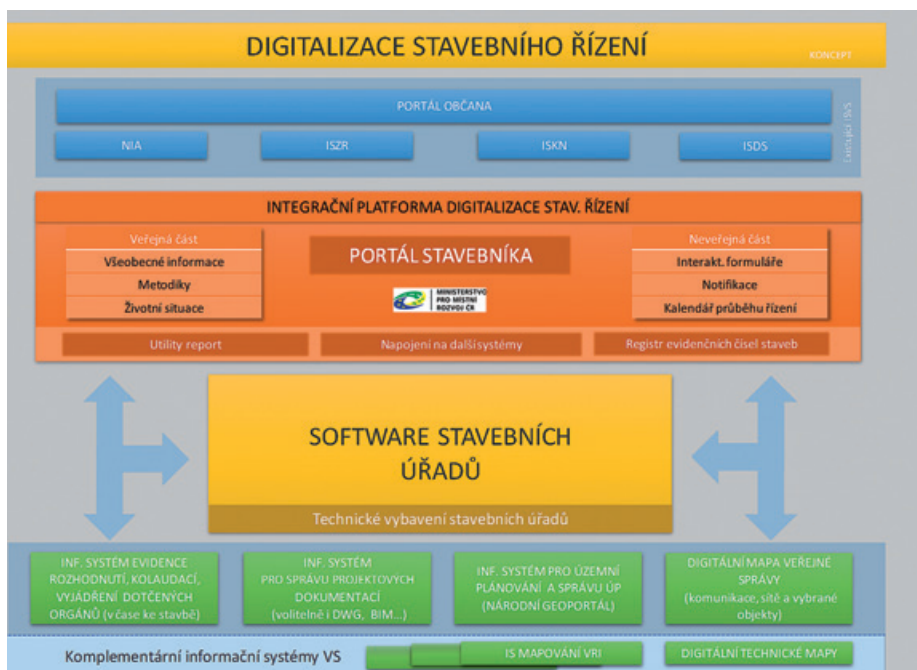 DIGITALIZACE STAVEBNÍHO ŘÍZENÍ
KONCEPT
PORTÁL OBČANA
NIA
ISZR
ISKN
ISDS
Existující ISVS
INTEGRAČNÍ PLATFORMA DIGITALIZACE STAV. ŘÍZENÍ
Veřejná část
Všeobecné informace
Metodiky
Životní situace
PORTÁL STAVEBNÍKA
MINISTERSTVO
PRO MÍSTNÍ
ROZVOJ ČR
Neveřejná část
Interakt. formuláře
Notifikace
Kalendář průběhu řízení
Utility report
Napojení na další systémy
Registr evidenčních čísel staveb
SOFTWARE STAVEBNÍCH
ÚŘADŮ
Technické vybavení stavebních úřadů
INF. SYSTÉM EVIDENCE
ROZHODNUTÍ, KOLAUDACÍ,
VYJÁDŘENÍ DOTČENÝCH
ORGÁNŮ (v čase ke stavbě)
INF. SYSTÉM
PRO SPRÁVU PROJEKTOVÝCH
DOKUMENTACÍ
(volitelně i DWG, BIM...)
INF. SYSTÉM PRO ÚZEMNÍ
PLÁNOVÁNÍ A SPRÁVU ÚP
(NÁRODNÍ GEOPORTÁL)
DIGITÁLNÍ MAPA VEŘEJNÉ
SPRÁVY
(komunikace, sítě a vybrané
objekty)
Komplementární informační systémy VS
IS MAPOVÁNÍ VRI
DIGITÁLNÍ TECHNICKÉ MAPY